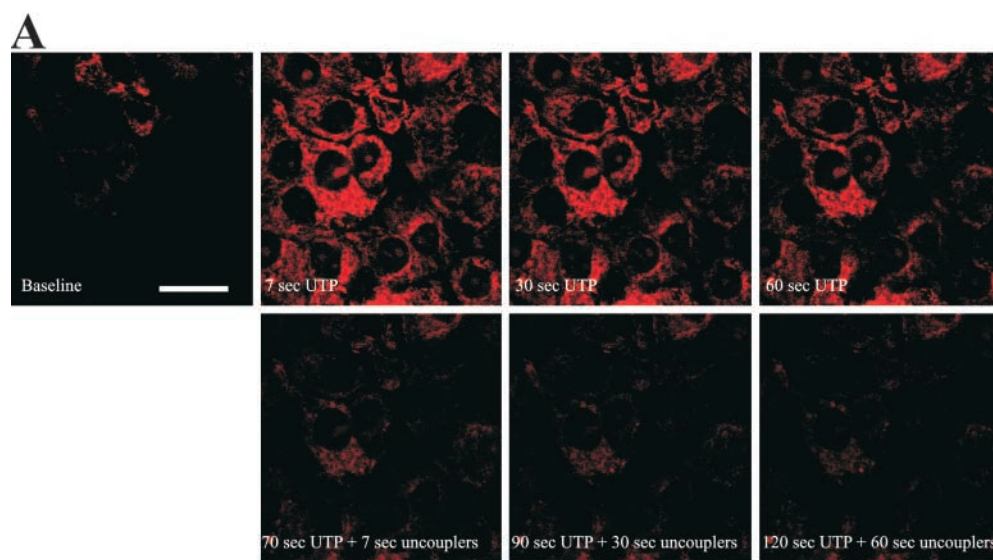 A
Baseline
7 sec UTP
30 sec UTP
60 sec UTP
70 sec UTP + 7 sec uncouplers
90 sec UTP + 30 sec uncouplers
120 sec UTP + 60 sec uncouplers